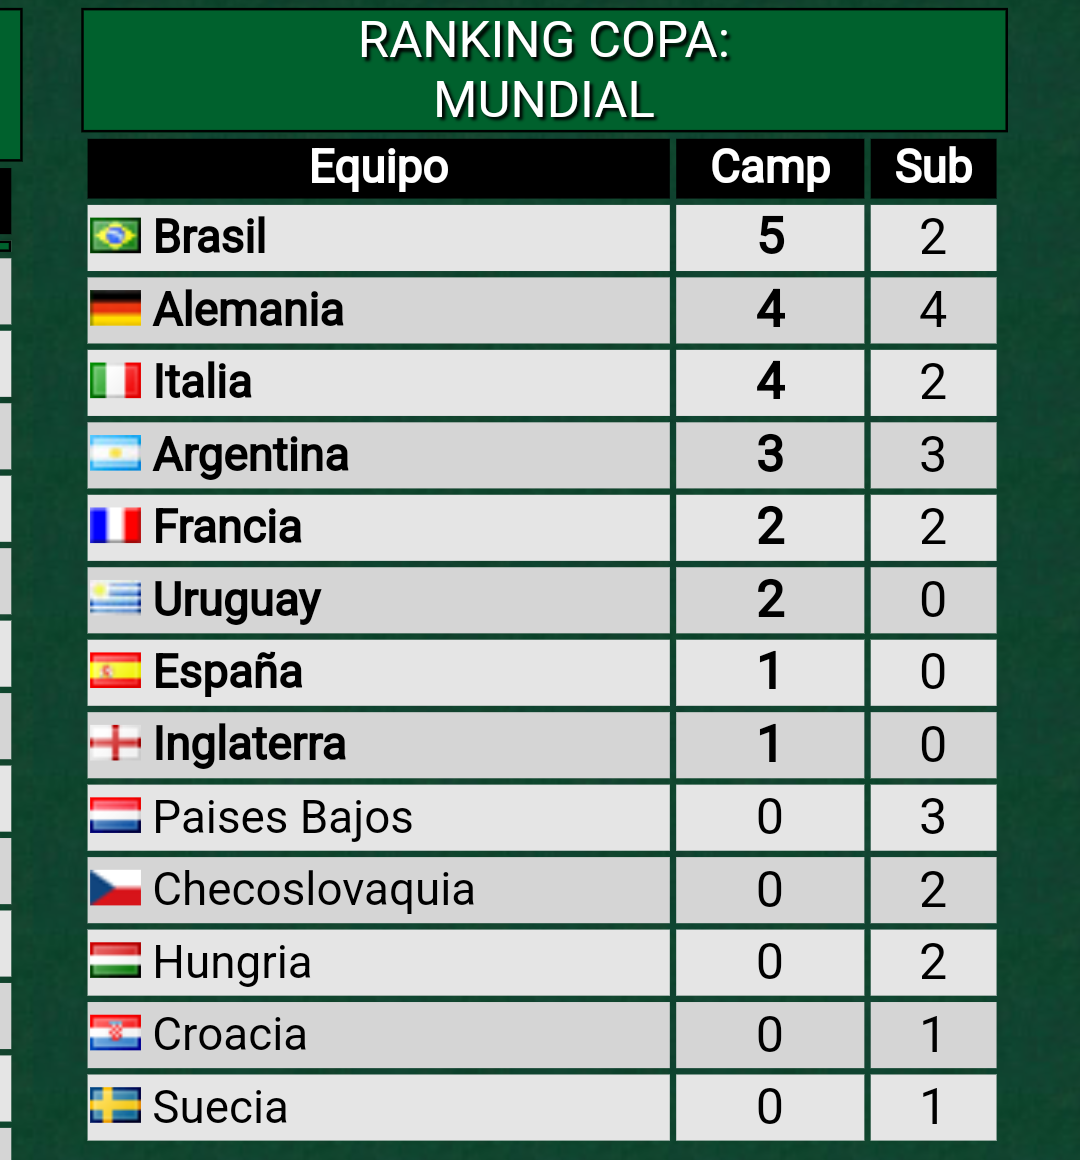 RANKING COPA:
MUNDIAL
Equipo Camp Sub
Brasil 5 2
Alemania 4 4
Italia 4 2
Argentina 3 3
Francia 2 2
Uruguay 2 0
España 1 0
Inglaterra 1 0
Paises Bajos 0 3
Checoslovaquia 0 2
Hungria 0 2
Croacia 0 1
Suecia 0 1